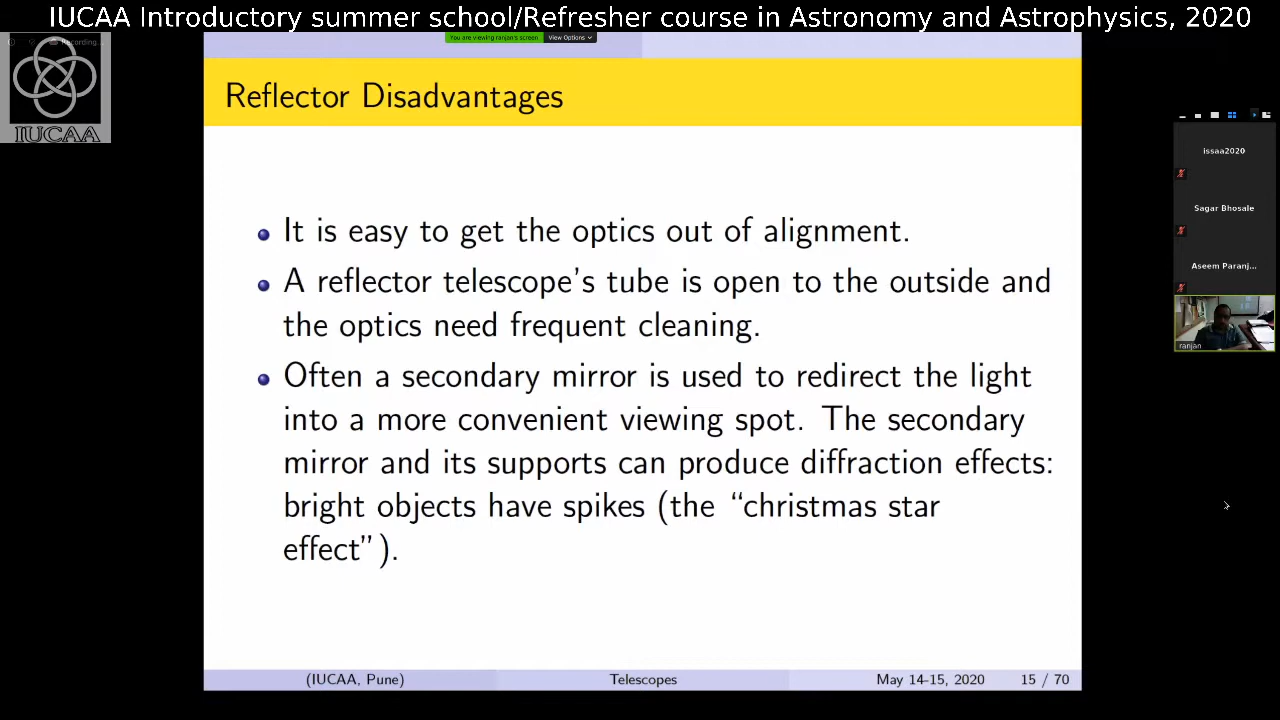 IUCAA Introductory summer school/Refresher course in Astronomy and Astrophysics, 2020
You are viewing ranjan's screen
View Options
Recording...
IUCAA
Reflector Disadvantages
It is easy to get the optics out of alignment.
A reflector telescope's tube is open to the outside and
the optics need frequent cleaning.
Often a secondary mirror is used to redirect the light
into a more convenient viewing spot. The secondary
mirror and its supports can produce diffraction effects:
bright objects have spikes (the “christmas star
effect”).
(IUCAA, Pune)
Telescopes
May 14-15, 2020
15 / 70
issaa2020
Sagar Bhosale
Aseem Paranj...
ranjan